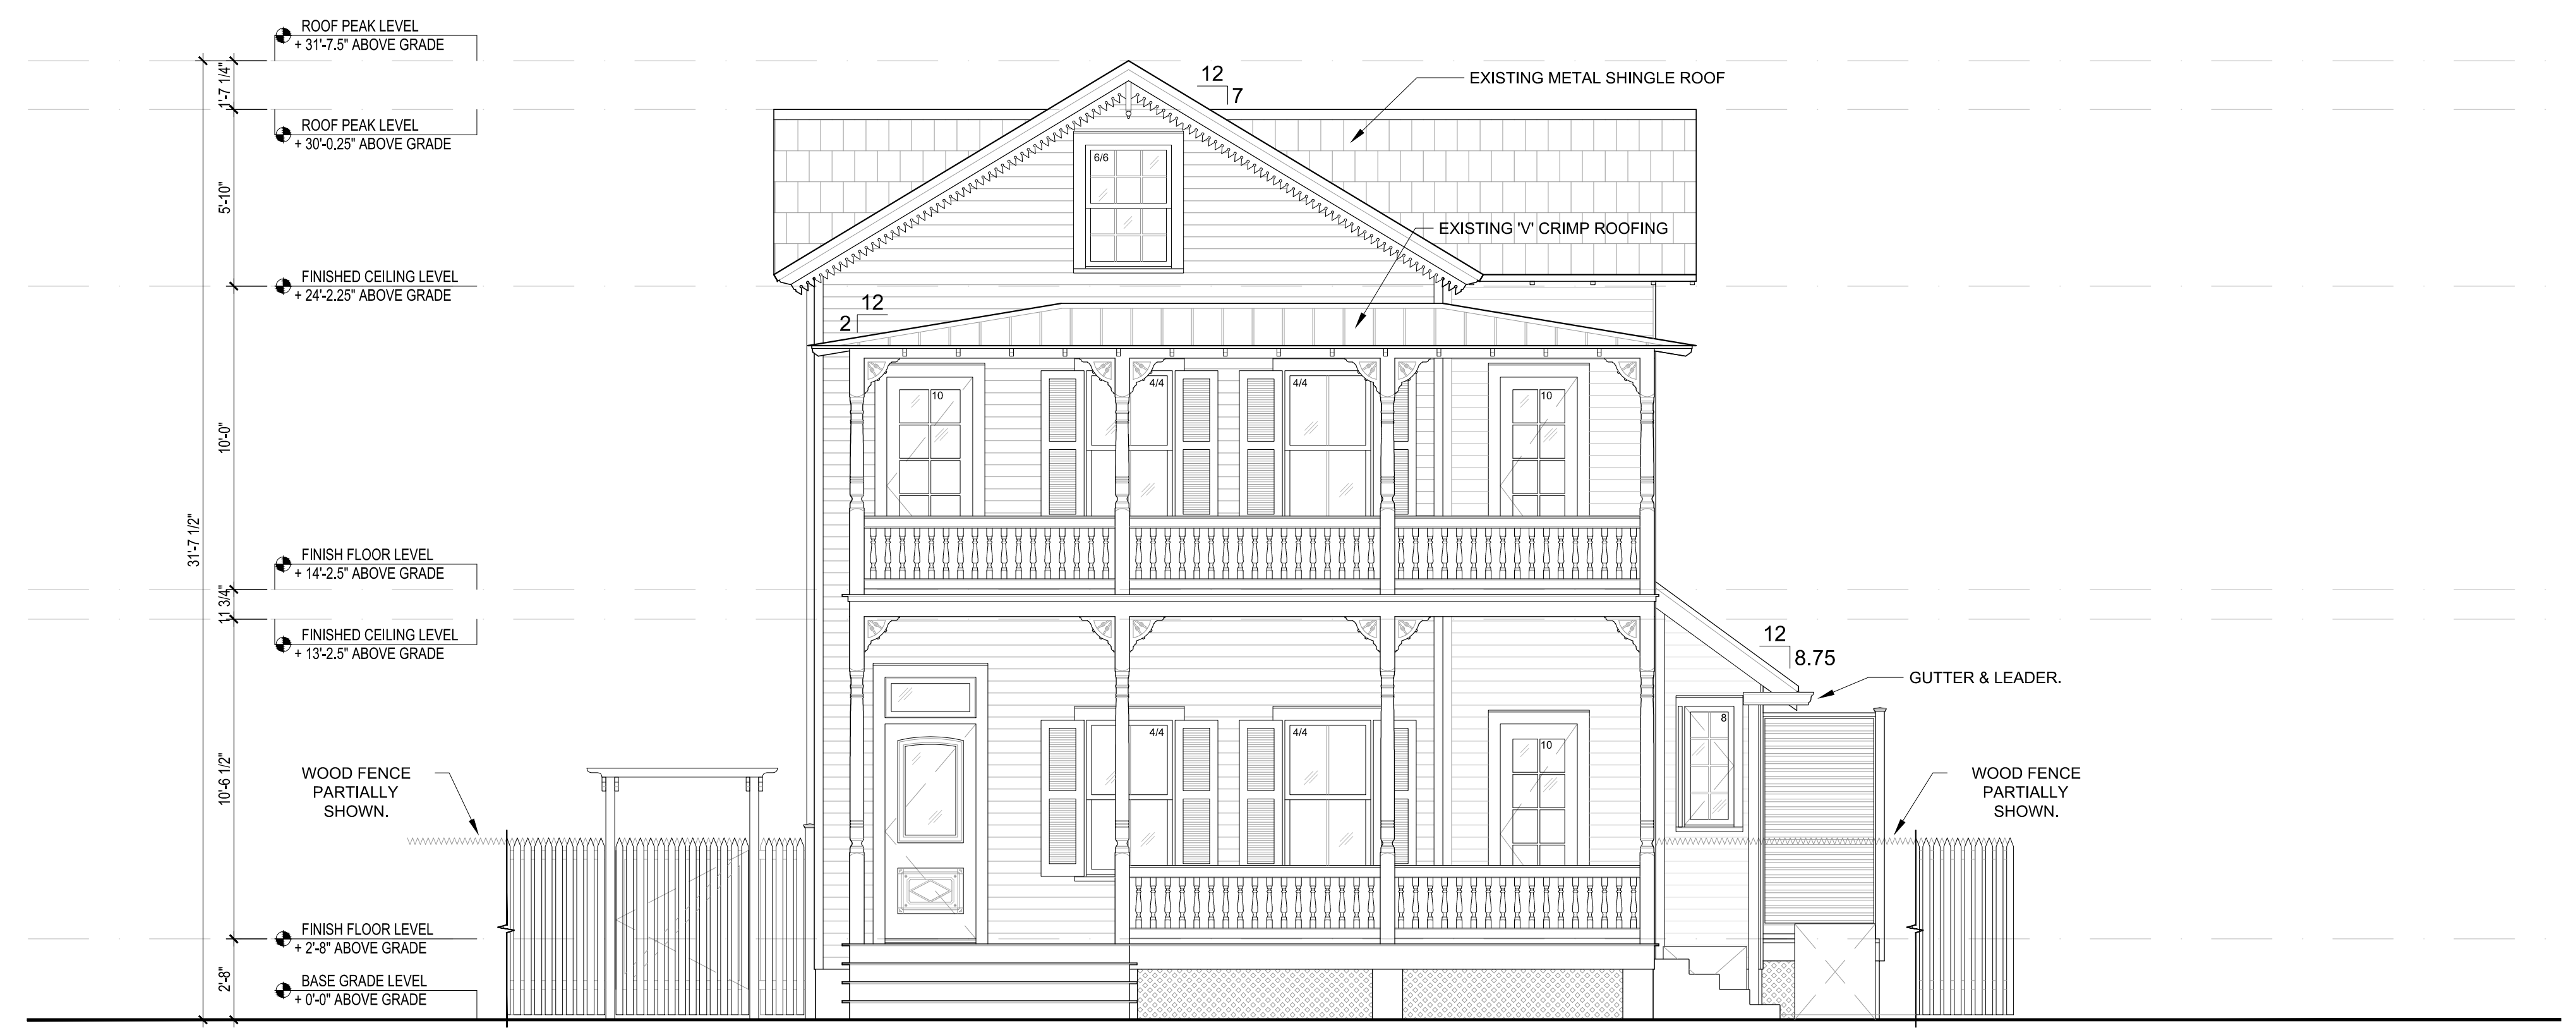 ROOF PEAK LEVEL
+ 31'-7.5" ABOVE GRADE
1'-7 1/4"
ROOF PEAK LEVEL
+ 30'-0.25" ABOVE GRADE
5'-10"
FINISHED CEILING LEVEL
+ 24'-2.25" ABOVE GRADE
10'-0"
31'-7 1/2"
FINISH FLOOR LEVEL
+ 14'-2.5" ABOVE GRADE
11 3/4"
FINISHED CEILING LEVEL
+ 13'-2.5" ABOVE GRADE
10'-6 1/2"
FINISH FLOOR LEVEL
+ 2'-8" ABOVE GRADE
2'-8"
BASE GRADE LEVEL
+ 0'-0" ABOVE GRADE
WOOD FENCE
PARTIALLY
SHOWN.
12
7
EXISTING METAL SHINGLE ROOF
6/6
EXISTING 'V' CRIMP ROOFING
12
2
10
4/4
4/4
10
12
8.75
GUTTER & LEADER.
4/4
4/4
10
8
WOOD FENCE
PARTIALLY
SHOWN.